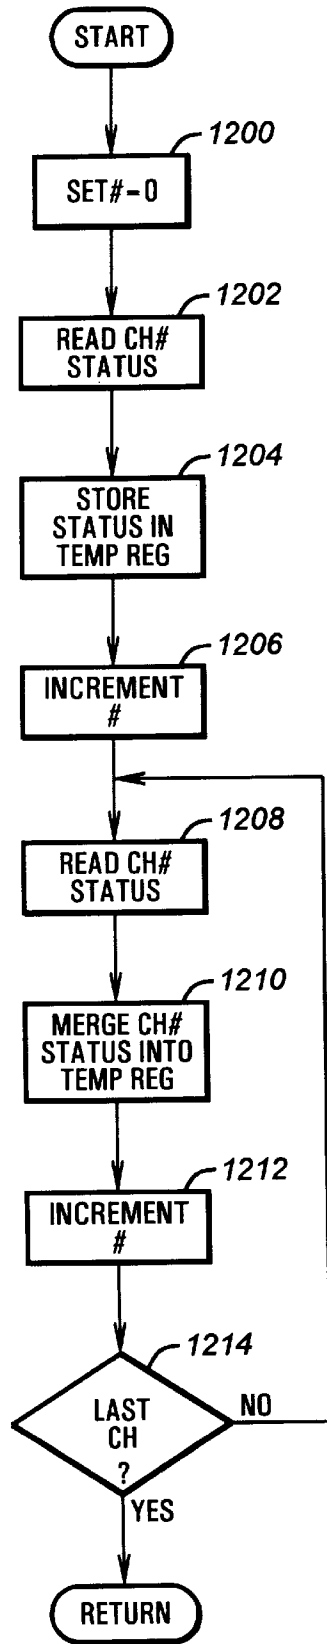 START
1200
SET#-0
1202
READ CH#
STATUS
1204
STORE
STATUS IN
TEMP REG
1206
INCREMENT
#
1208
READ CH#
STATUS
1210
MERGE CH#
STATUS INTO
TEMP REG
1212
INCREMENT
#
1214
LAST
CH
?
NO
YES
RETURN